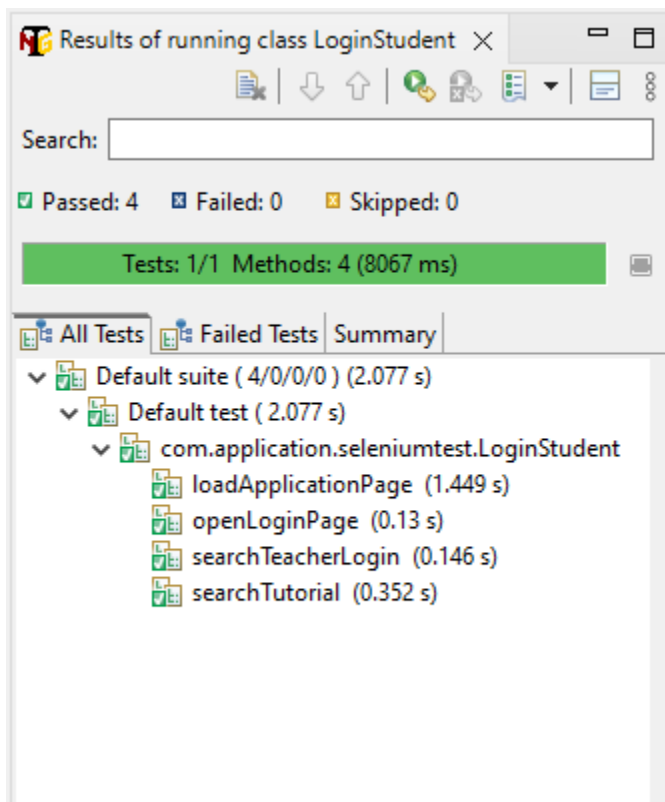 Results of running class LoginStudent
Search:
Passed: 4 Failed: 0 Skipped: 0
Tests: 1/1 Methods: 4 (8067 ms)
All Tests Failed Tests Summary
Default suite ( 4/0/0/0 ) (2.077 s)
Default test ( 2.077 s)
com.application.seleniumtest.LoginStudent
loadApplicationPage (1.449 s)
openLoginPage (0.13 s)
searchTeacherLogin (0.146 s)
searchTutorial (0.352 s)